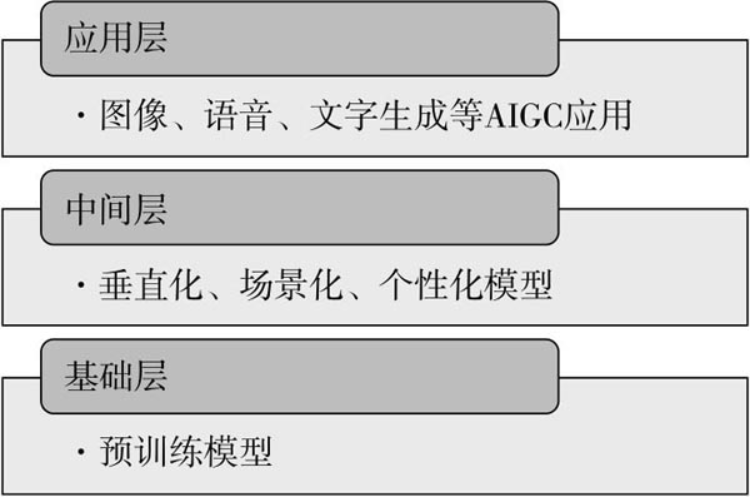 应用层
·图像、语音、文字生成等AIGC应用
中间层
·垂直化、场景化、个性化模型
基础层
·预训练模型